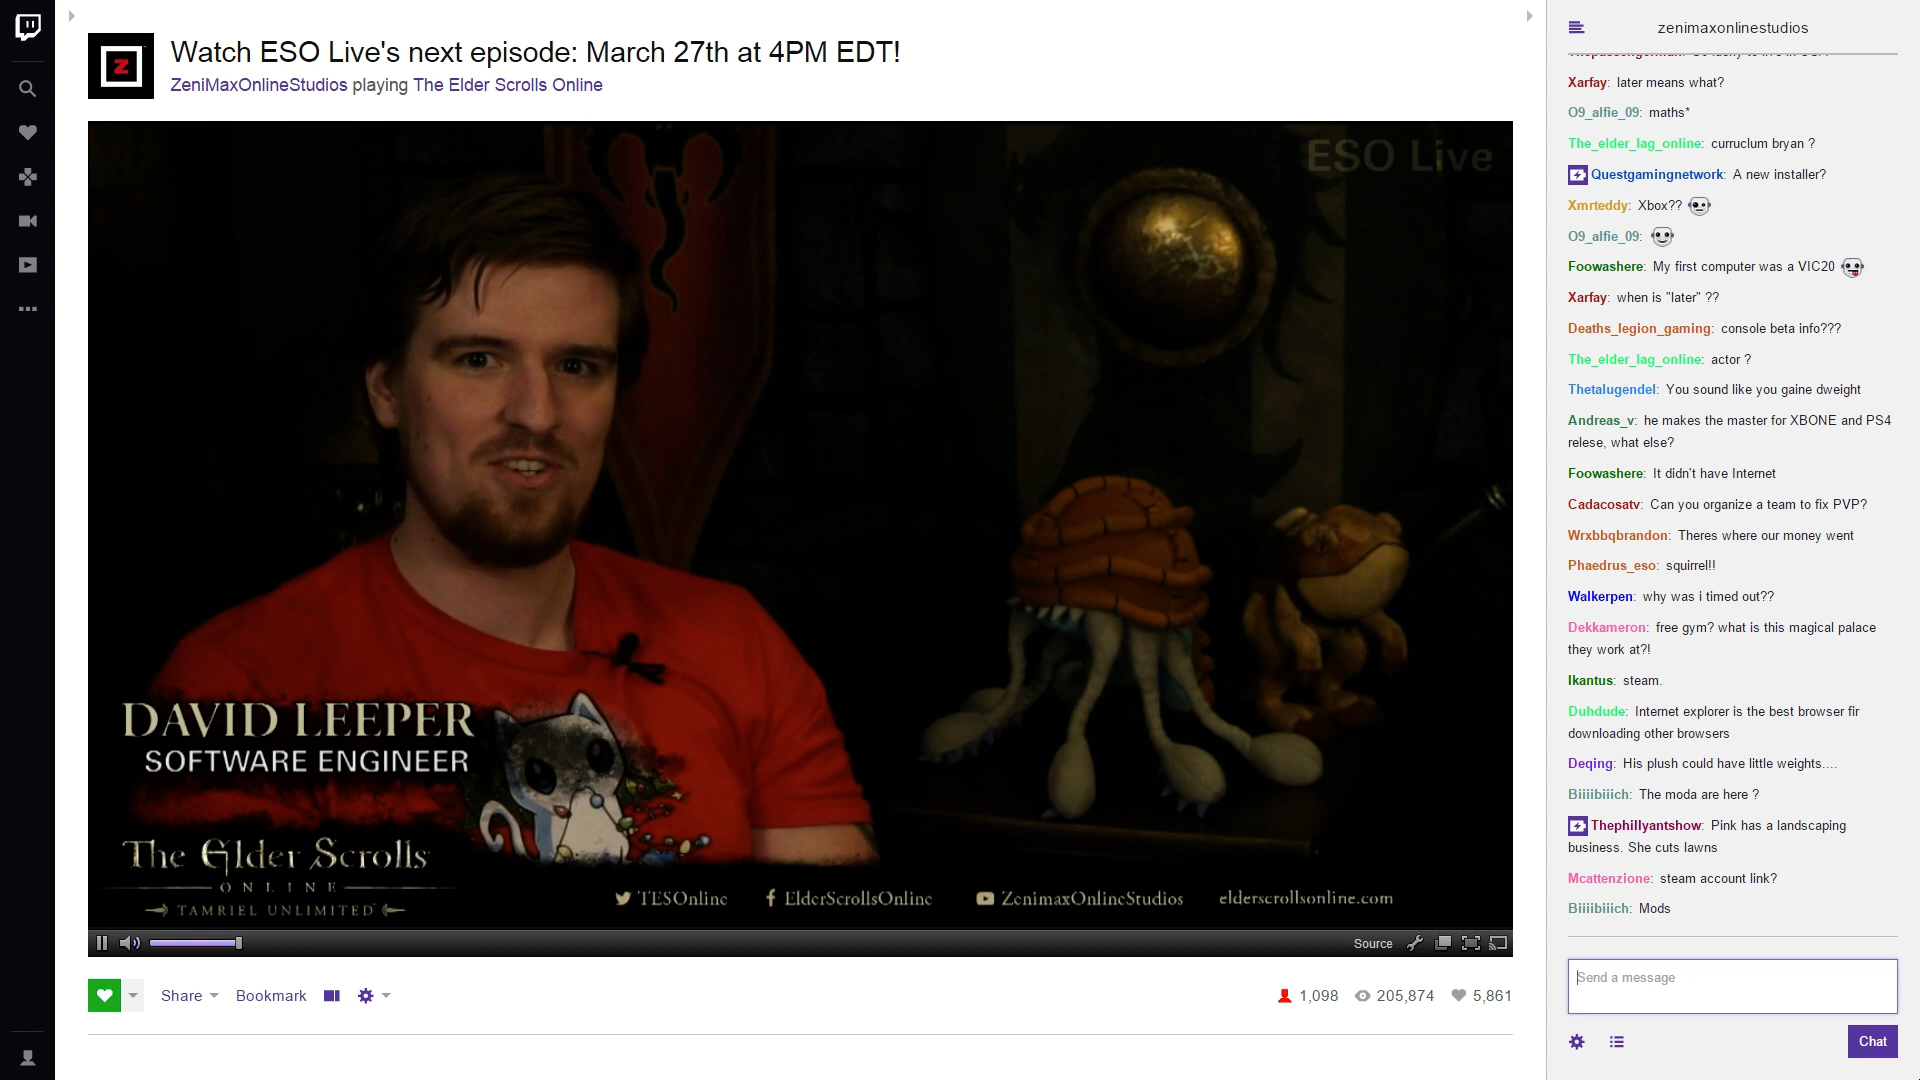 Watch ESO Live's next episode: March 27th at 4PM EDT!
ZeniMaxOnlineStudios playing The Elder Scrolls Online
Z
ESO Live
DAVID LEEPER
SOFTWARE ENGINEER
The Elder Scrolls
ONLINE
TAMRIEL UNLIMITED
TESOnline
ElderScrollsOnline
ZenimaxOnlineStudios
elderscrollsonline.com
Source
Share
Bookmark
1,098
205,874
5,861
zenimaxonlinestudios
Xarfay: later means what?
O9_alfie_09: maths*
The_elder_lag_online: curruclum bryan ?
Questgamingnetwork: A new installer?
Xmrteddy: Xbox??
O9_alfie_09:
Foowashere: My first computer was a VIC20
Xarfay: when is "later" ??
Deaths_legion_gaming: console beta info???
The_elder_lag_online: actor ?
Thetalugendel: You sound like you gaine dweight
Andreas_v: he makes the master for XBONE and PS4
relese, what else?
Foowashere: It didn't have Internet
Cadacosatv: Can you organize a team to fix PVP?
Wrxbbqbrandon: Theres where our money went
Phaedrus_eso: squirrel!!
Walkerpen: why was i timed out??
Dekkameron: free gym? what is this magical palace
they work at?!
Ikantus: steam.
Duhdude: Internet explorer is the best browser fir
downloading other browsers
Deqing: His plush could have little weights....
Biiiibiiich: The moda are here ?
Thephillyantshow: Pink has a landscaping
business. She cuts lawns
Mcattenzione: steam account link?
Biiiibiiich: Mods
Send a message
Chat